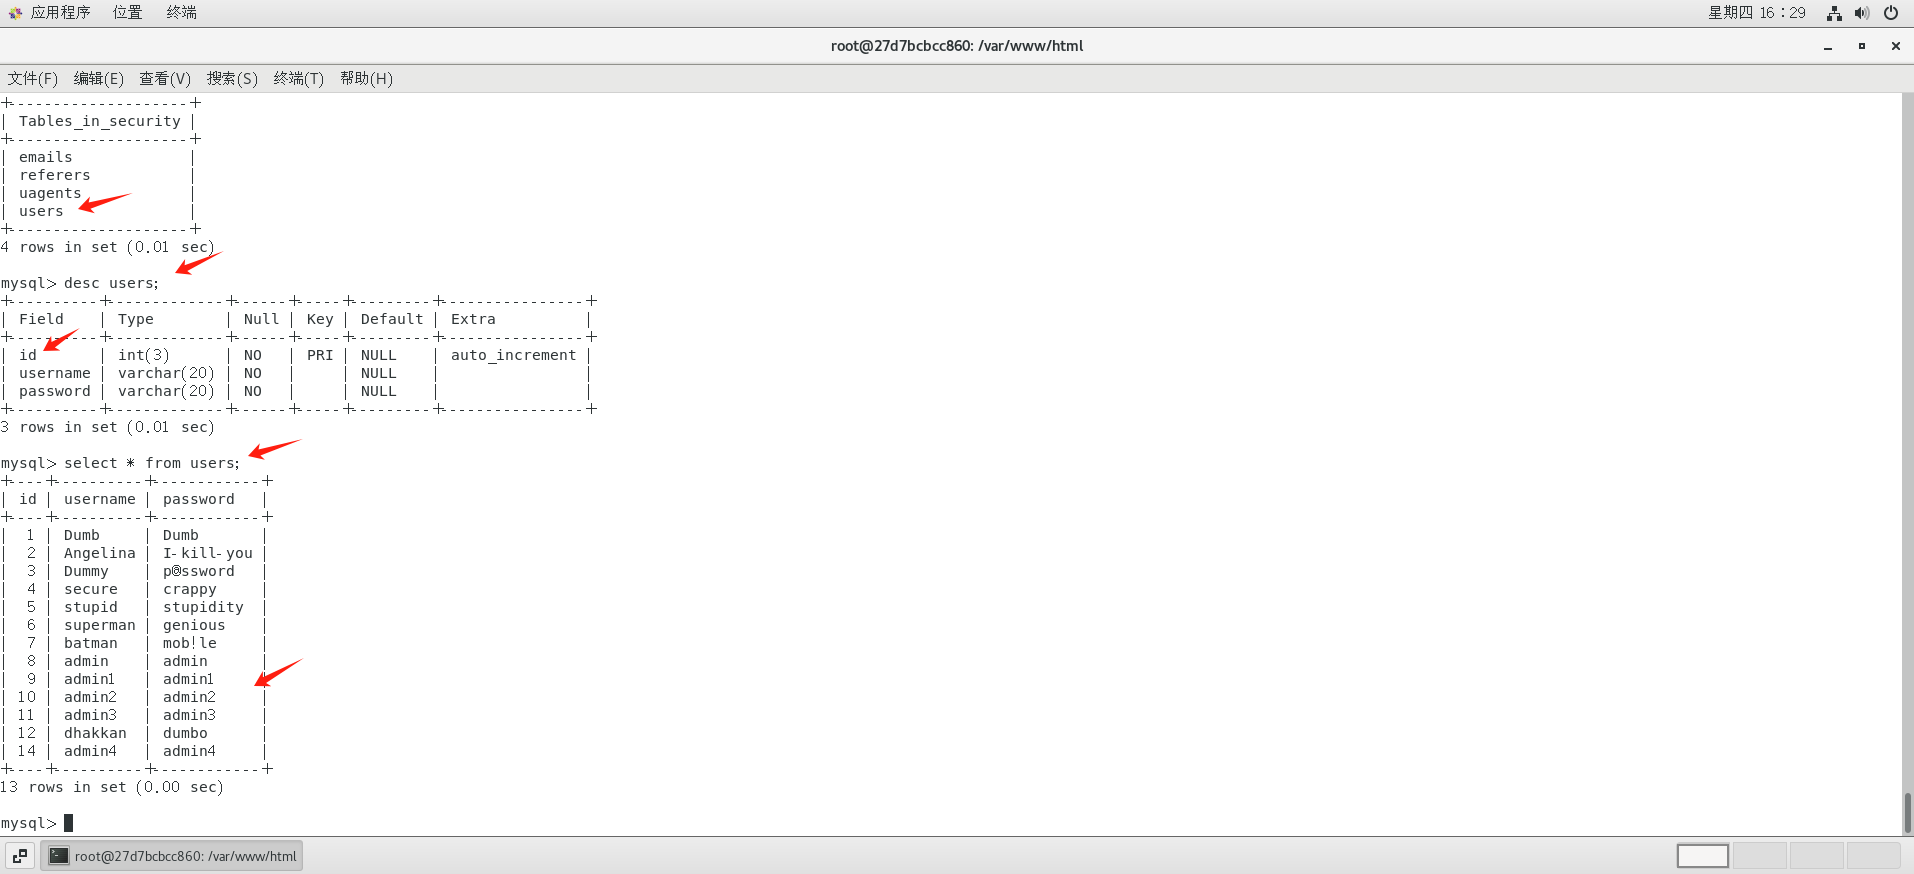 应用程序 位置 终端 星期四 16：29
root@27d7bcbcc860: /var/www/html
文件(F) 编辑(E) 查看(V) 搜索(S) 终端(T) 帮助(H)
+--------------------+
| Tables_in_security |
+--------------------+
| emails             |
| referers           |
| uagents            |
| users              |
+--------------------+
4 rows in set (0.01 sec)
mysql> desc users;
+----------+-------------+------+-----+---------+----------------+
| Field    | Type        | Null | Key | Default | Extra          |
+----------+-------------+------+-----+---------+----------------+
| id       | int(3)      | NO   | PRI | NULL    | auto_increment |
| username | varchar(20) | NO   |     | NULL    |                |
| password | varchar(20) | NO   |     | NULL    |                |
+----------+-------------+------+-----+---------+----------------+
3 rows in set (0.01 sec)
mysql> select * from users;
+----+----------+------------+
| id | username | password   |
+----+----------+------------+
|  1 | Dumb     | Dumb       |
|  2 | Angelina | I-kill-you |
|  3 | Dummy    | p@ssword   |
|  4 | secure   | crappy     |
|  5 | stupid   | stupidity  |
|  6 | superman | genious    |
|  7 | batman   | mob!le     |
|  8 | admin    | admin      |
|  9 | admin1   | admin1     |
| 10 | admin2   | admin2     |
| 11 | admin3   | admin3     |
| 12 | dhakkan  | dumbo      |
| 14 | admin4   | admin4     |
+----+----------+------------+
13 rows in set (0.00 sec)
mysql>
root@27d7bcbcc860: /var/www/html